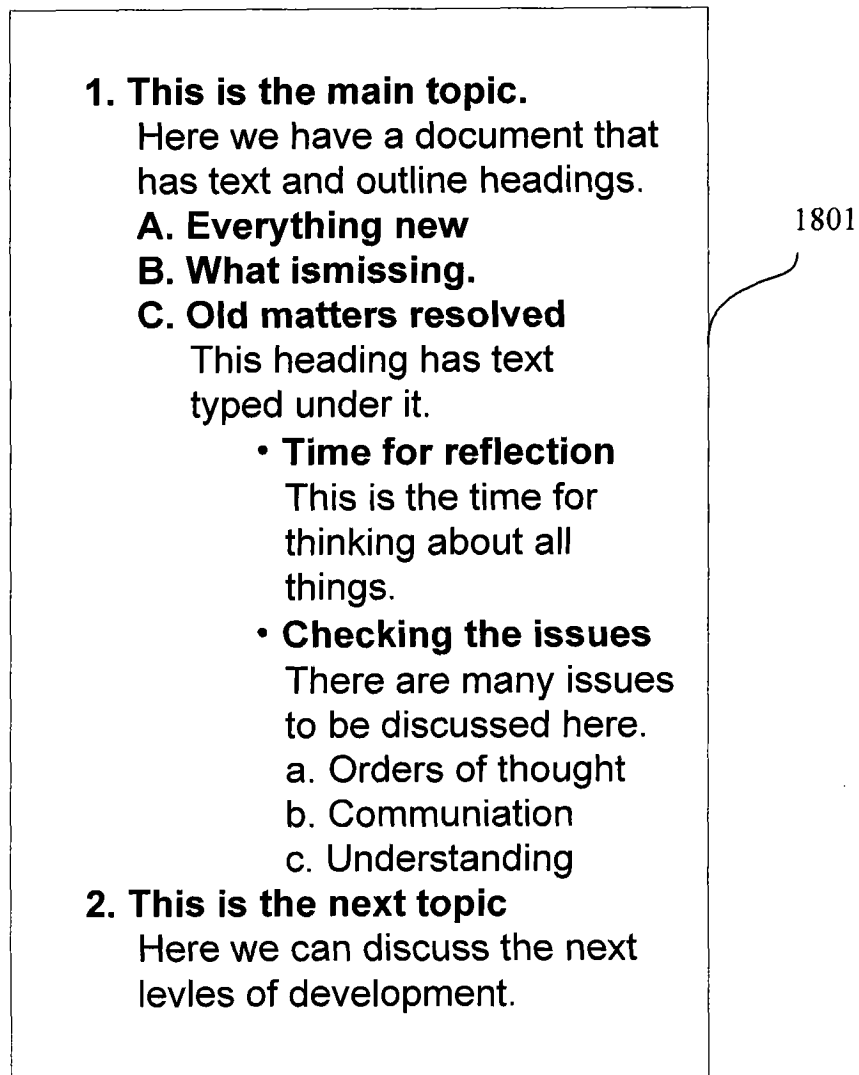 1. This is the main topic.
Here we have a document that
has text and outline headings.
A. Everything new
B. What ismissing.
C. Old matters resolved
This heading has text
typed under it.
• Time for reflection
This is the time for
thinking about all
things.
• Checking the issues
There are many issues
to be discussed here.
a. Orders of thought
b. Communiation
c. Understanding
2. This is the next topic
Here we can discuss the next
levles of development.
1801